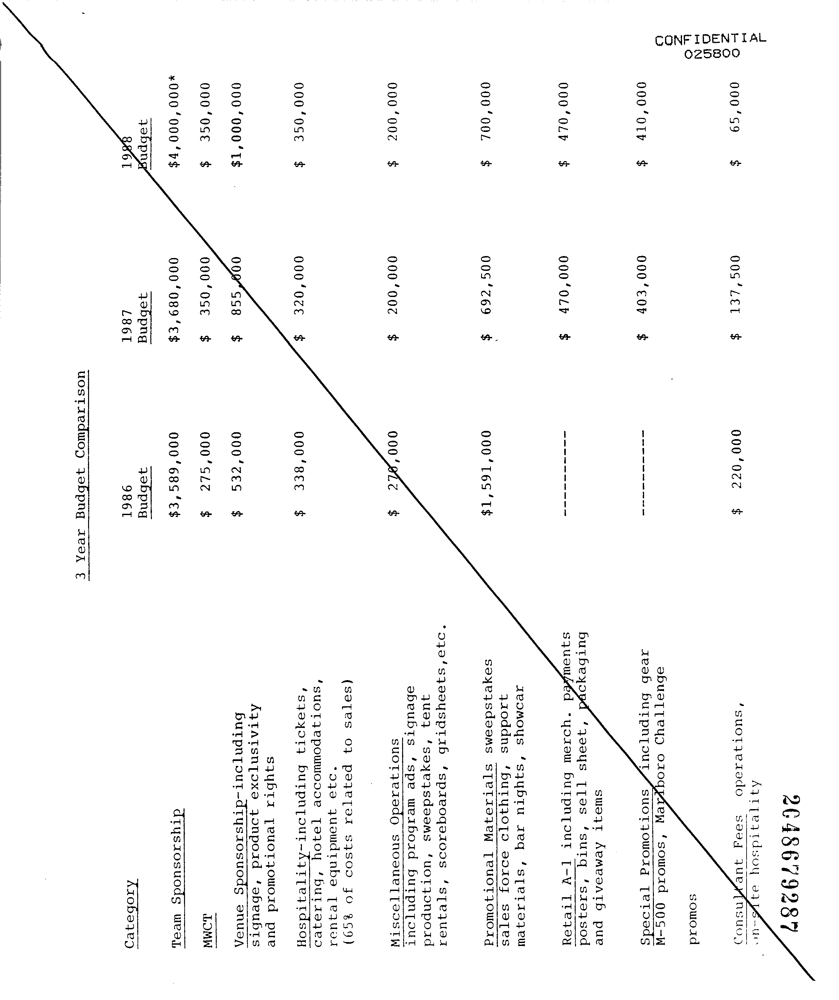 CONFIDENTIAL
025800
3 Year Budget Comparison
Category 1986 Budget 1987 Budget 1988 Budget
Team Sponsorship $3,589,000 $3,680,000 $4,000,000*
MWCT $ 275,000 $ 350,000 $ 350,000
Venue Sponsorship-including $ 532,000 $ 855,000 $1,000,000
signage, product exclusivity
and promotional rights
Hospitality-including tickets, $ 338,000 $ 320,000 $ 350,000
catering, hotel accommodations,
rental equipment etc.
(65% of costs related to sales)
Miscellaneous Operations $ 270,000 $ 200,000 $ 200,000
including program ads, signage
production, sweepstakes, tent
rentals, scoreboards, gridsheets,etc.
Promotional Materials sweepstakes $1,591,000 $ 692,500 $ 700,000
sales force clothing, support
materials, bar nights, showcar
Retail A-1 including merch. payments ----------- $ 470,000 $ 470,000
posters, bins, sell sheet, packaging
and giveaway items
Special Promotions including gear ----------- $ 403,000 $ 410,000
M-500 promos, Marlboro Challenge
promos
Consultant Fees operations, $ 220,000 $ 137,500 $ 65,000
on-site hospitality
2048679287